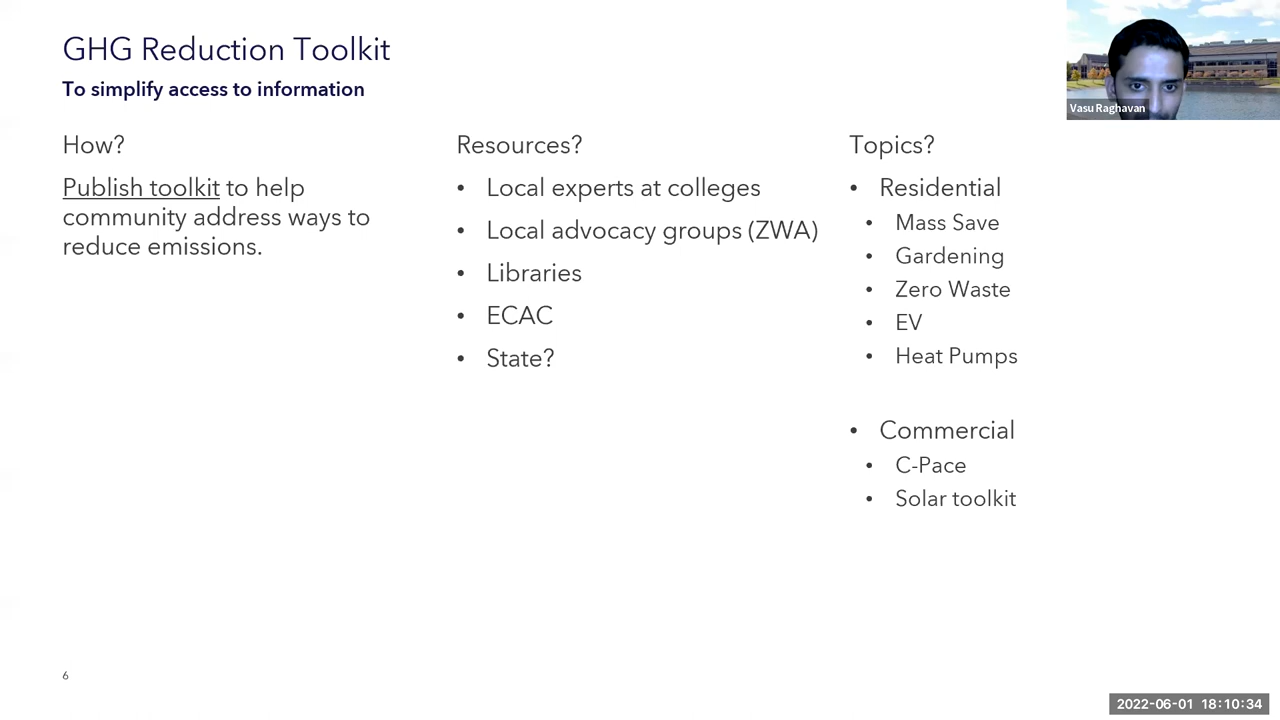 GHG Reduction Toolkit
To simplify access to information
Vasu Raghavan
How?
Publish toolkit to help
community address ways to
reduce emissions.
Resources?
• Local experts at colleges
• Local advocacy groups (ZWA)
• Libraries
• ECAC
• State?
Topics?
• Residential
• Mass Save
• Gardening
• Zero Waste
• EV
• Heat Pumps
• Commercial
• C-Pace
• Solar toolkit
6
2022-06-01 18:10:34